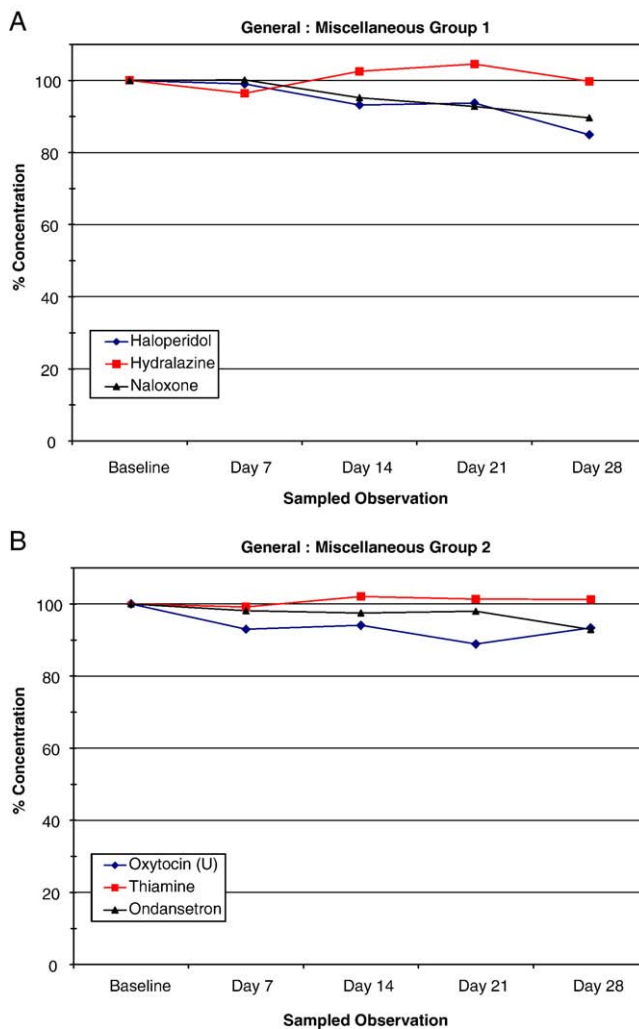 A
General : Miscellaneous Group 1
100
80
60
40
20
0
% Concentration
Haloperidol
Hydralazine
Naloxone
Baseline Day 7 Day 14 Day 21 Day 28
Sampled Observation
B
General : Miscellaneous Group 2
100
80
60
40
20
0
% Concentration
Oxytocin (U)
Thiamine
Ondansetron
Baseline Day 7 Day 14 Day 21 Day 28
Sampled Observation